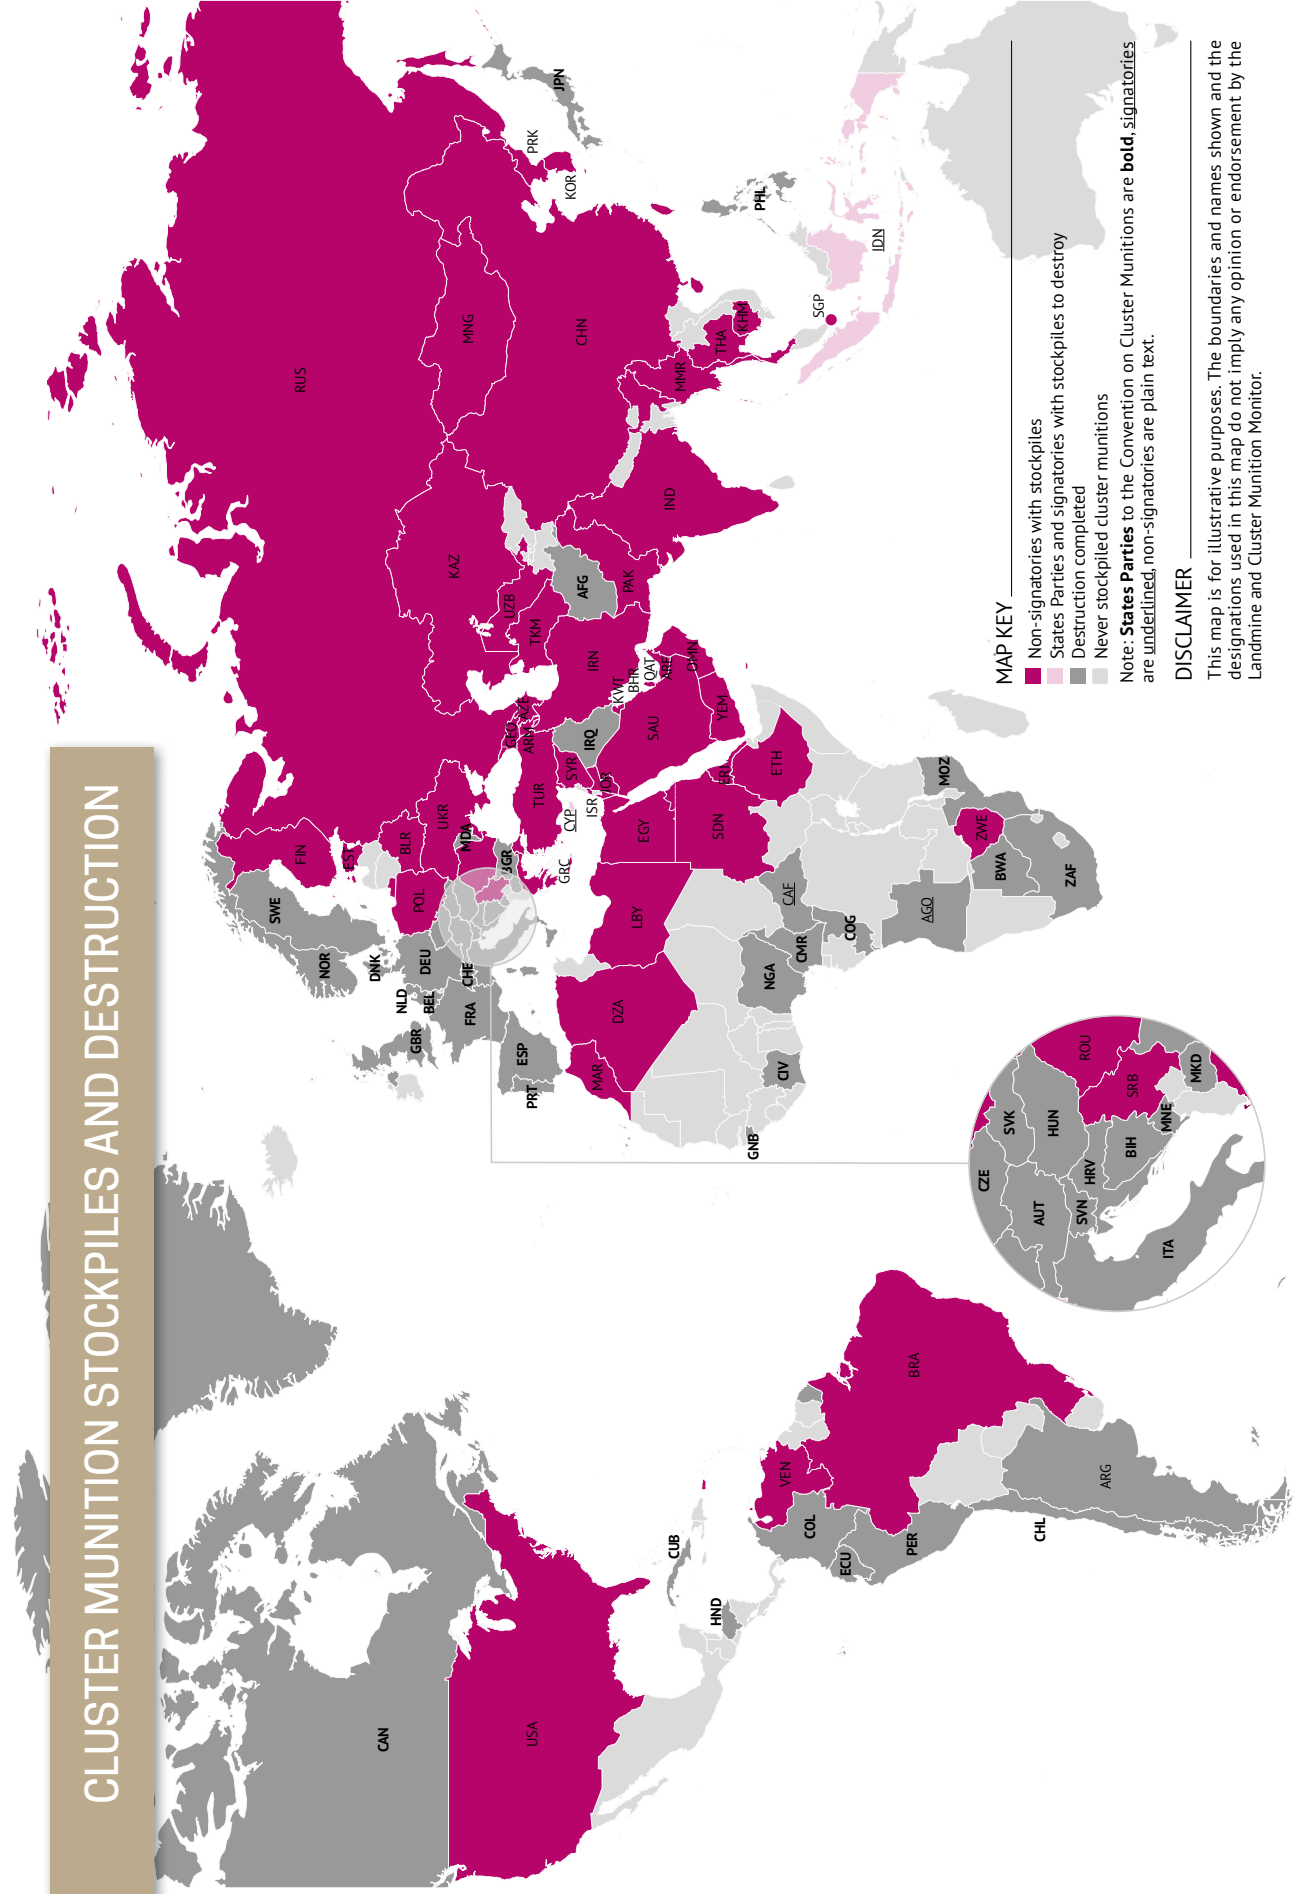 CLUSTER MUNITION STOCKPILES AND DESTRUCTION
CAN
USA
CUB
HND
VEN
COL
ECU
PER
BRA
CHL
ARG
RUS
FIN
SWE
NOR
DNK
EST
BLR
UKR
MDA
POL
DEU
NLD
BEL
GBR
CHE
FRA
ESP
PRT
BGR
GRC
CYP
TUR
GEO
ARM
AZE
SYR
ISR
JOR
IRQ
IRN
KWT
BHR
QAT
ARE
OMN
SAU
YEM
KAZ
UZB
TKM
AFG
PAK
IND
MNG
CHN
PRK
KOR
JPN
MMR
THA
KHM
SGP
PHL
IDN
MAR
DZA
LBY
EGY
SDN
ERI
ETH
GNB
CIV
NGA
CMR
CAF
COG
AGO
MOZ
ZWE
BWA
ZAF
CZE
SVK
AUT
HUN
SVN
HRV
BIH
ITA
ROU
SRB
MNE
MKD
MAP KEY
Non-signatories with stockpiles
States Parties and signatories with stockpiles to destroy
Destruction completed
Never stockpiled cluster munitions
Note: States Parties to the Convention on Cluster Munitions are bold, signatories
are underlined, non-signatories are plain text.
DISCLAIMER
This map is for illustrative purposes. The boundaries and names shown and the
designations used in this map do not imply any opinion or endorsement by the
Landmine and Cluster Munition Monitor.